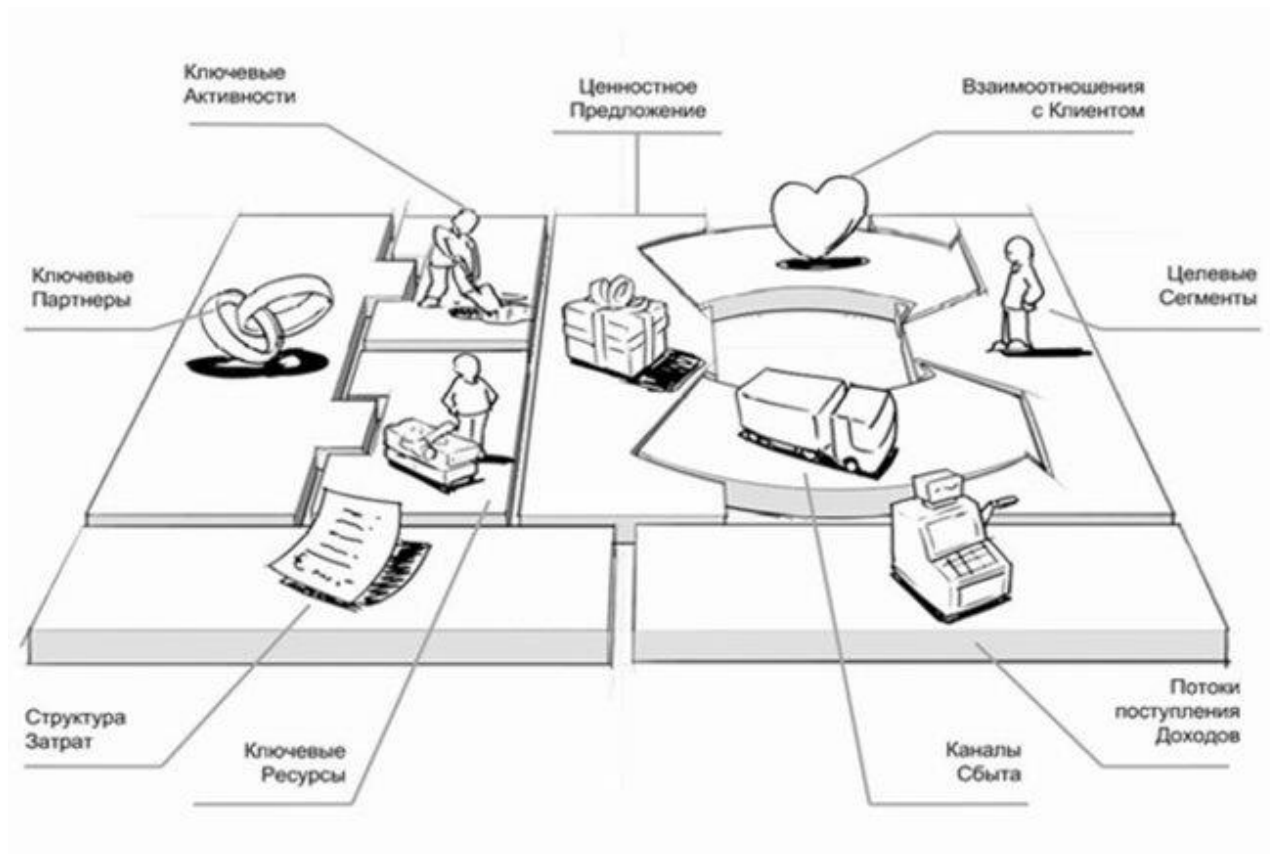 Ключевые
Активности
Ценностное
Предложение
Взаимоотношения
с Клиентом
Ключевые
Партнеры
Целевые
Сегменты
Структура
Затрат
Ключевые
Ресурсы
Каналы
Сбыта
Потоки
поступления
Доходов